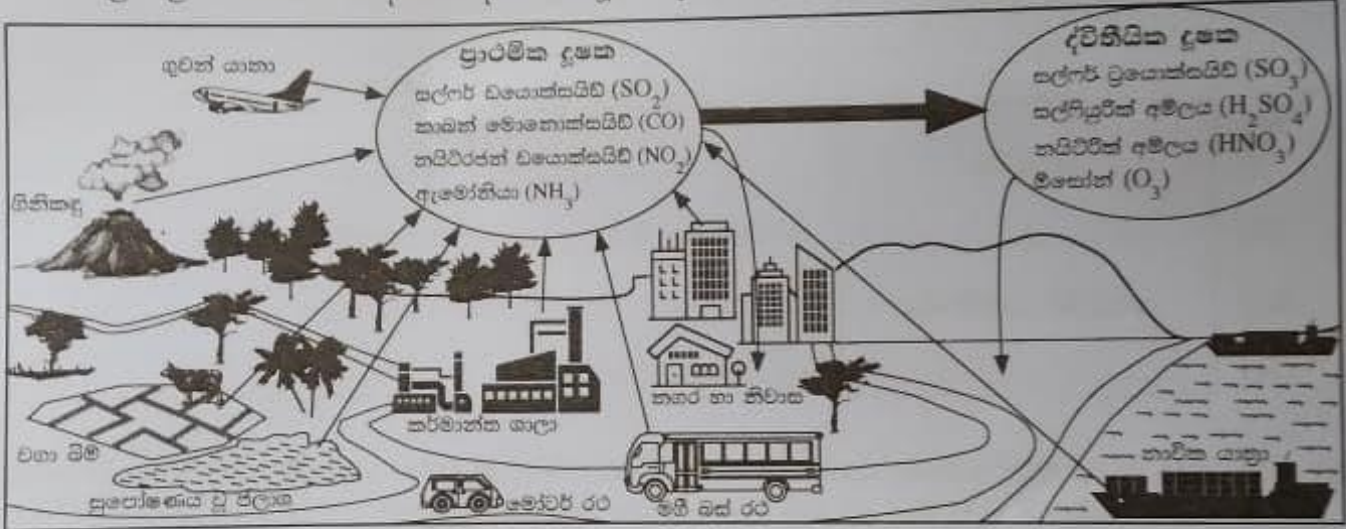 ගුවන් යානා
ප්‍රාථමික දූෂක
සල්ෆර් ඩයොක්සයිඩ් (SO₂)
කාබන් මොනොක්සයිඩ් (CO)
නයිට්රජන් ඩයොක්සයිඩ් (NO₂)
ඇමෝනියා (NH₃)
ද්විතීයික දූෂක
සල්ෆර් ට්‍රයොක්සයිඩ් (SO₃)
සල්ෆියුරික් අම්ලය (H₂SO₄)
නයිට්රික් අම්ලය (HNO₃)
ඕසෝන් (O₃)
ගිනිකඳු
නගර හා නිවාස
කර්මාන්ත ශාලා
වගා බිම්
නාවික යාත්‍රා
සුපෝෂණය වූ ජලාශ
මෝටර් රථ
මගී බස් රථ